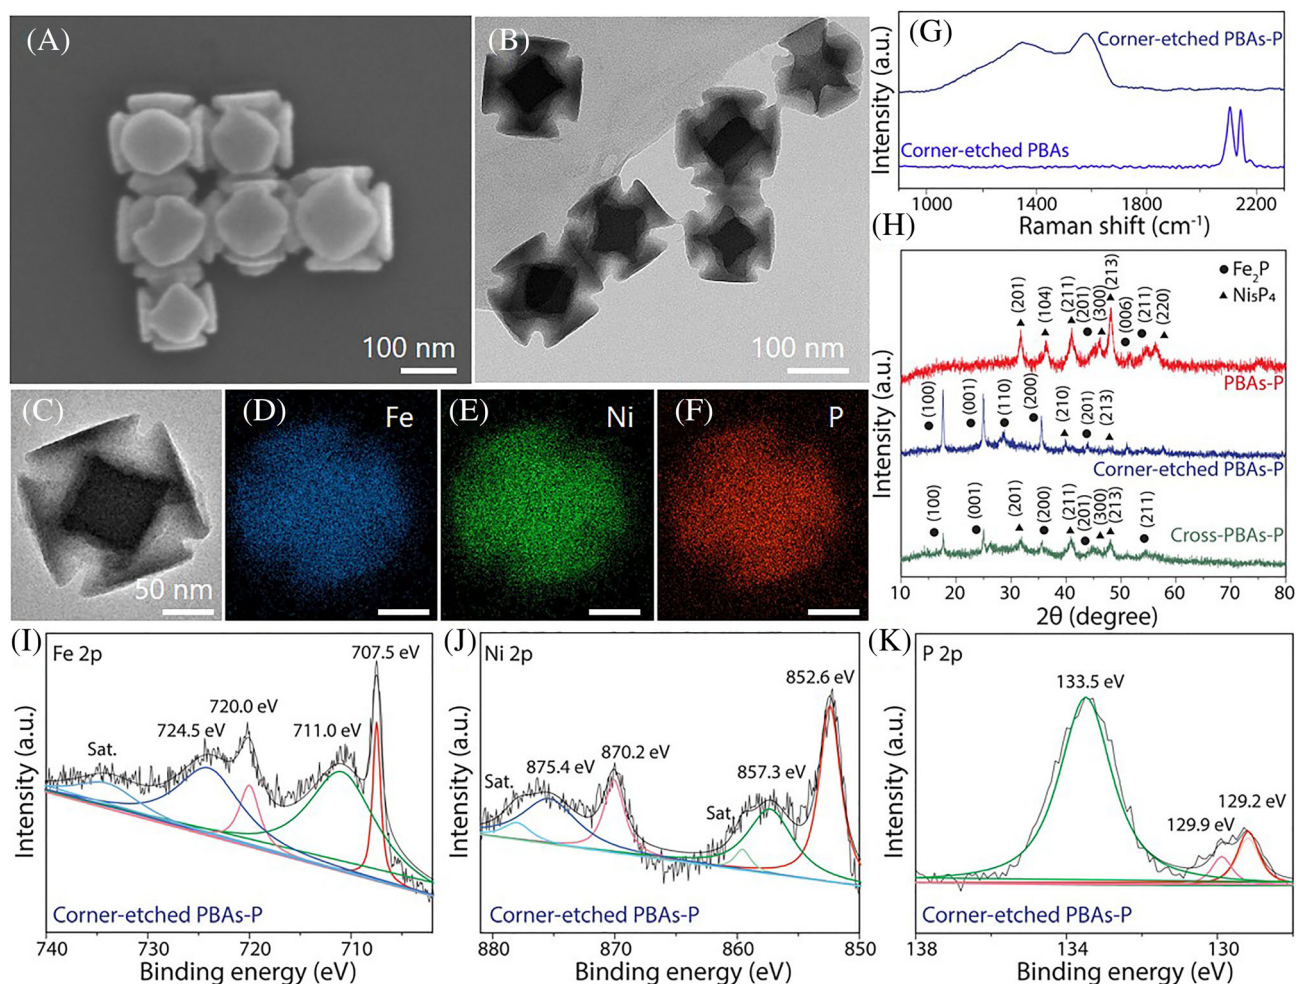 (A)
100 nm
(B)
100 nm
(C)
50 nm
(D)
Fe
(E)
Ni
(F)
P
(G)
Intensity (a.u.)
Corner-etched PBAs-P
Corner-etched PBAs
1000 1400 1800 2200
Raman shift (cm⁻¹)
(H)
Intensity (a.u.)
● Fe₂P
▲ Ni₅P₄
(201) (104) (211) (201) (300) (213) (006) (211) (220)
PBAs-P
(100) (001) (110) (200) (210) (201) (213)
Corner-etched PBAs-P
(100) (001) (201) (200) (211) (201) (300) (213) (211)
Cross-PBAs-P
10 20 30 40 50 60 70 80
2θ (degree)
(I)
Fe 2p
Intensity (a.u.)
Sat.
724.5 eV
720.0 eV
711.0 eV
707.5 eV
Corner-etched PBAs-P
740 730 720 710
Binding energy (eV)
(J)
Ni 2p
Intensity (a.u.)
Sat.
875.4 eV
870.2 eV
Sat.
857.3 eV
852.6 eV
Corner-etched PBAs-P
880 870 860 850
Binding energy (eV)
(K)
P 2p
Intensity (a.u.)
133.5 eV
129.9 eV
129.2 eV
Corner-etched PBAs-P
138 134 130
Binding energy (eV)